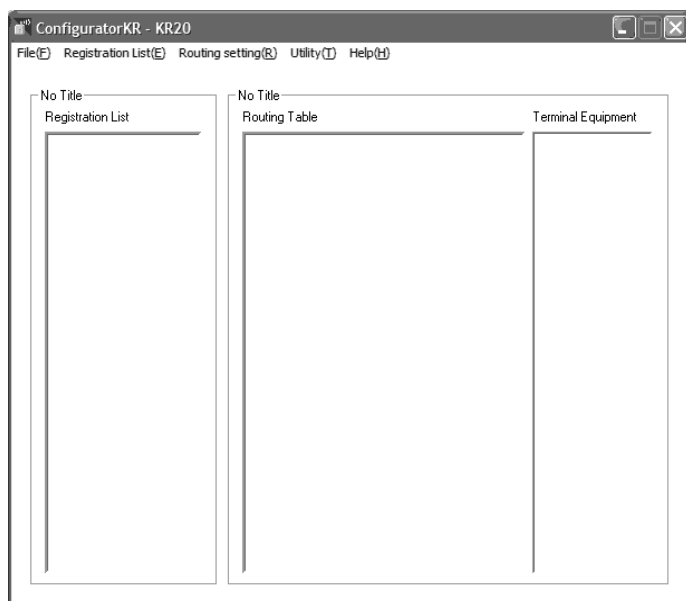 ConfiguratorKR - KR20
File(F) Registration List(E) Routing setting(R) Utility(T) Help(H)
No Title
Registration List
No Title
Routing Table
Terminal Equipment